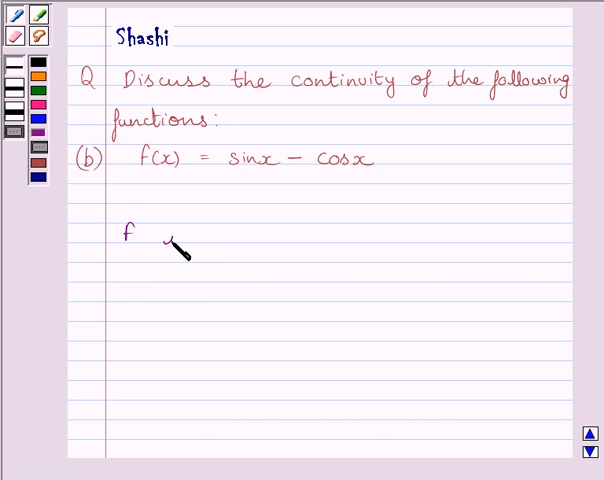 Shashi
Q Discuss the continuity of the following
functions:
(b) f(x) = sinx - cosx
f